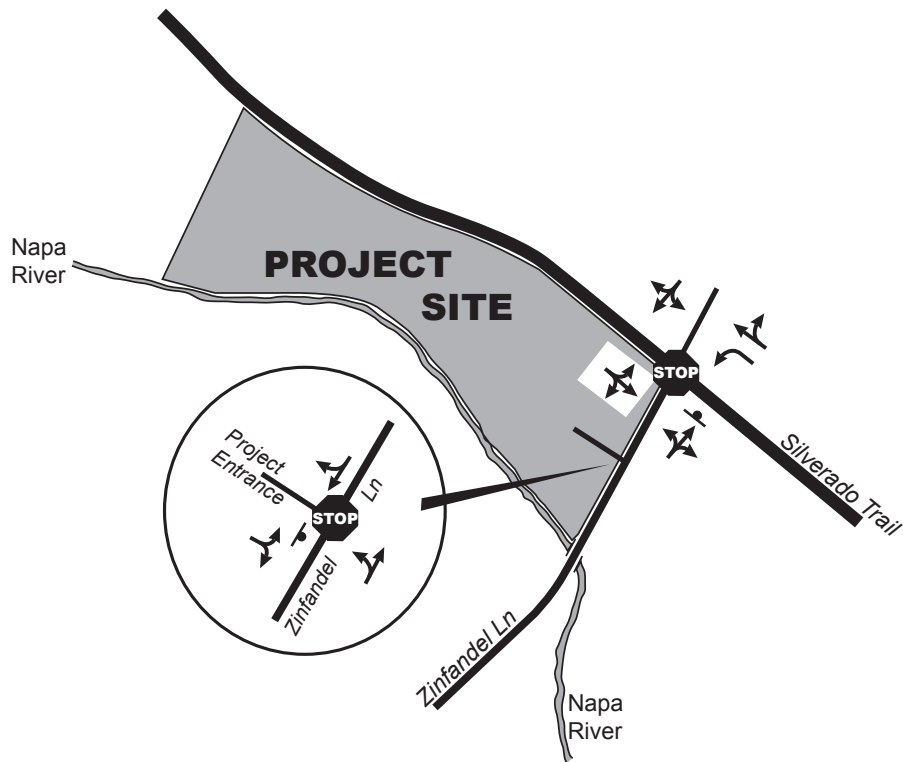 Napa
River
PROJECT
SITE
STOP
Silverado Trail
Project
Entrance
Ln
STOP
Zinfandel
Zinfandel Ln
Napa
River